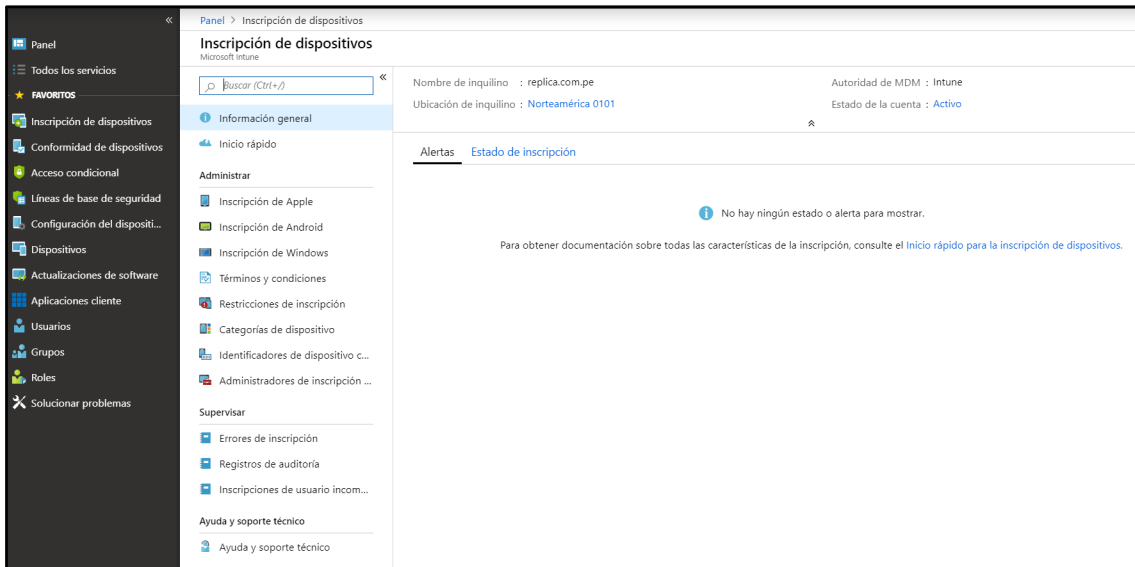 Panel
Todos los servicios
FAVORITOS
Inscripción de dispositivos
Conformidad de dispositivos
Acceso condicional
Líneas de base de seguridad
Configuración del dispositi...
Dispositivos
Actualizaciones de software
Aplicaciones cliente
Usuarios
Grupos
Roles
Solucionar problemas
Panel > Inscripción de dispositivos
Inscripción de dispositivos
Microsoft Intune
Buscar (Ctrl+/)
Información general
Inicio rápido
Administrar
Inscripción de Apple
Inscripción de Android
Inscripción de Windows
Términos y condiciones
Restricciones de inscripción
Categorías de dispositivo
Identificadores de dispositivo c...
Administradores de inscripción ...
Supervisar
Errores de inscripción
Registros de auditoría
Inscripciones de usuario incom...
Ayuda y soporte técnico
Ayuda y soporte técnico
Nombre de inquilino : replica.com.pe
Autoridad de MDM : Intune
Ubicación de inquilino : Norteamérica 0101
Estado de la cuenta : Activo
Alertas Estado de inscripción
No hay ningún estado o alerta para mostrar.
Para obtener documentación sobre todas las características de la inscripción, consulte el Inicio rápido para la inscripción de dispositivos.